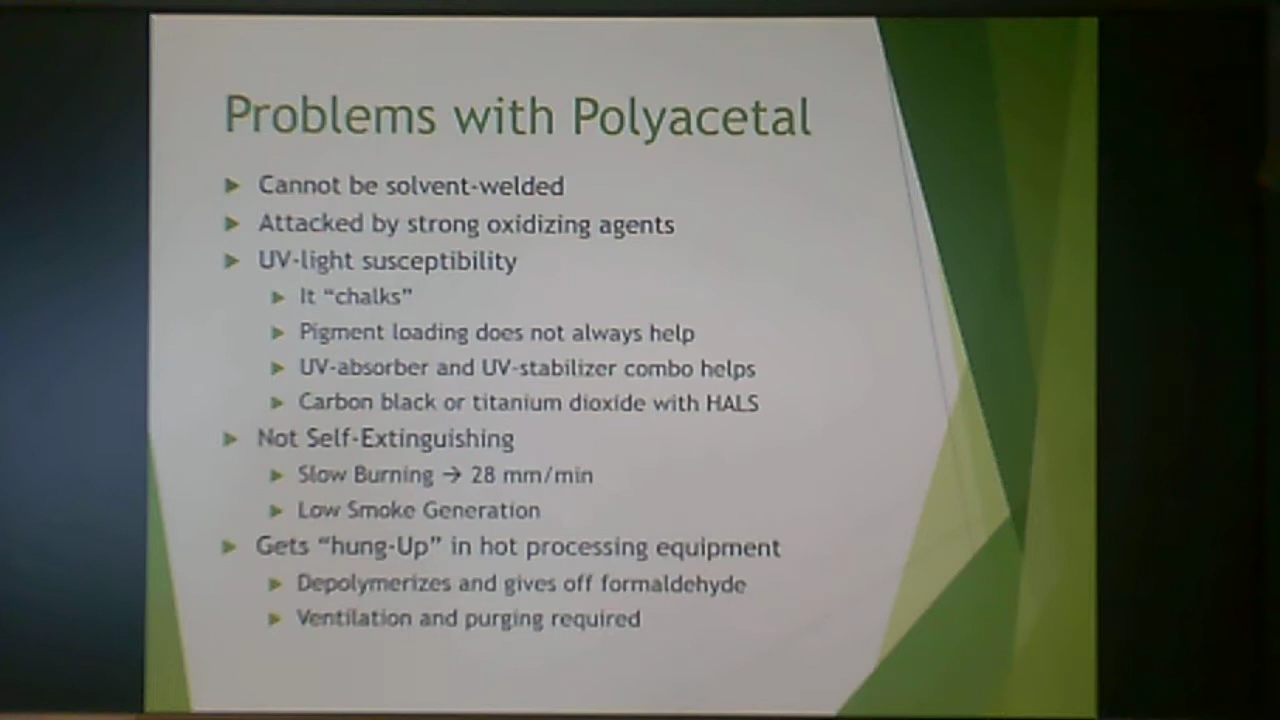 Problems with Polyacetal
Cannot be solvent-welded
Attacked by strong oxidizing agents
UV-light susceptibility
It “chalks”
Pigment loading does not always help
UV-absorber and UV-stabilizer combo helps
Carbon black or titanium dioxide with HALS
Not Self-Extinguishing
Slow Burning → 28 mm/min
Low Smoke Generation
Gets “hung-Up” in hot processing equipment
Depolymerizes and gives off formaldehyde
Ventilation and purging required